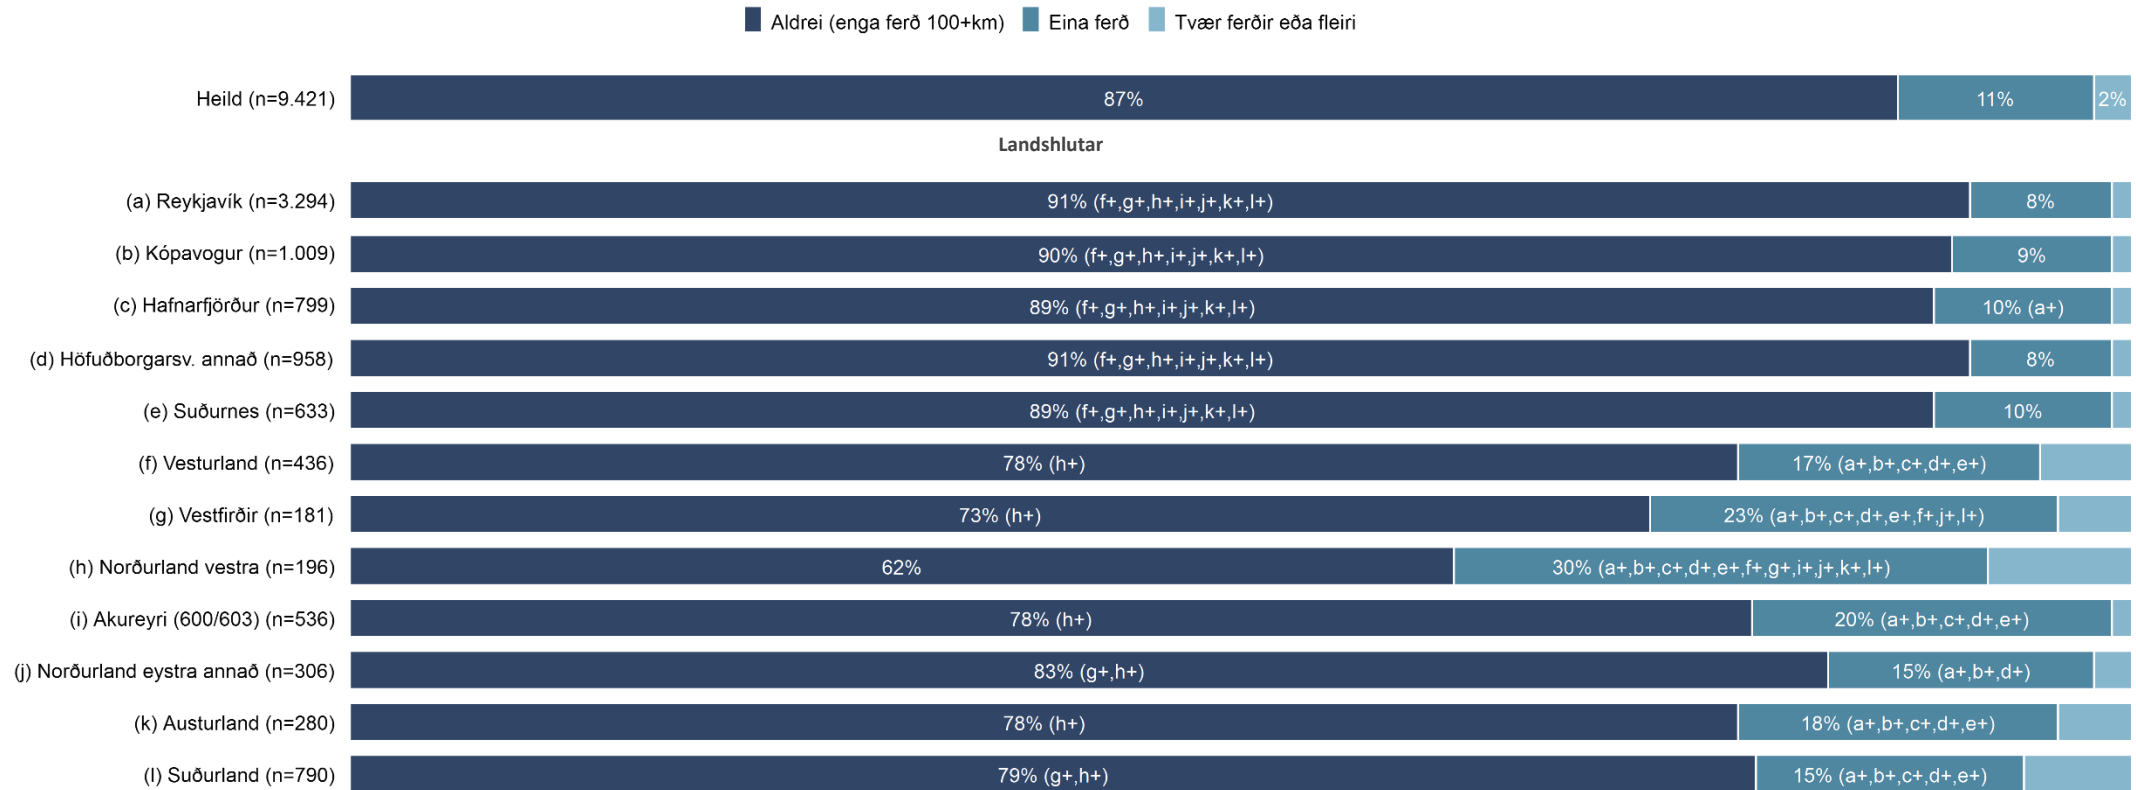 Aldrei (enga ferð 100+km) Eina ferð Tvær ferðir eða fleiri
Heild (n=9.421) 87% 11% 2%
Landshlutar
(a) Reykjavík (n=3.294) 91% (f+,g+,h+,i+,j+,k+,l+) 8%
(b) Kópavogur (n=1.009) 90% (f+,g+,h+,i+,j+,k+,l+) 9%
(c) Hafnarfjörður (n=799) 89% (f+,g+,h+,i+,j+,k+,l+) 10% (a+)
(d) Höfuðborgarsv. annað (n=958) 91% (f+,g+,h+,i+,j+,k+,l+) 8%
(e) Suðurnes (n=633) 89% (f+,g+,h+,i+,j+,k+,l+) 10%
(f) Vesturland (n=436) 78% (h+) 17% (a+,b+,c+,d+,e+)
(g) Vestfirðir (n=181) 73% (h+) 23% (a+,b+,c+,d+,e+,f+,j+,l+)
(h) Norðurland vestra (n=196) 62% 30% (a+,b+,c+,d+,e+,f+,g+,i+,j+,k+,l+)
(i) Akureyri (600/603) (n=536) 78% (h+) 20% (a+,b+,c+,d+,e+)
(j) Norðurland eystra annað (n=306) 83% (g+,h+) 15% (a+,b+,d+)
(k) Austurland (n=280) 78% (h+) 18% (a+,b+,c+,d+,e+)
(l) Suðurland (n=790) 79% (g+,h+) 15% (a+,b+,c+,d+,e+)